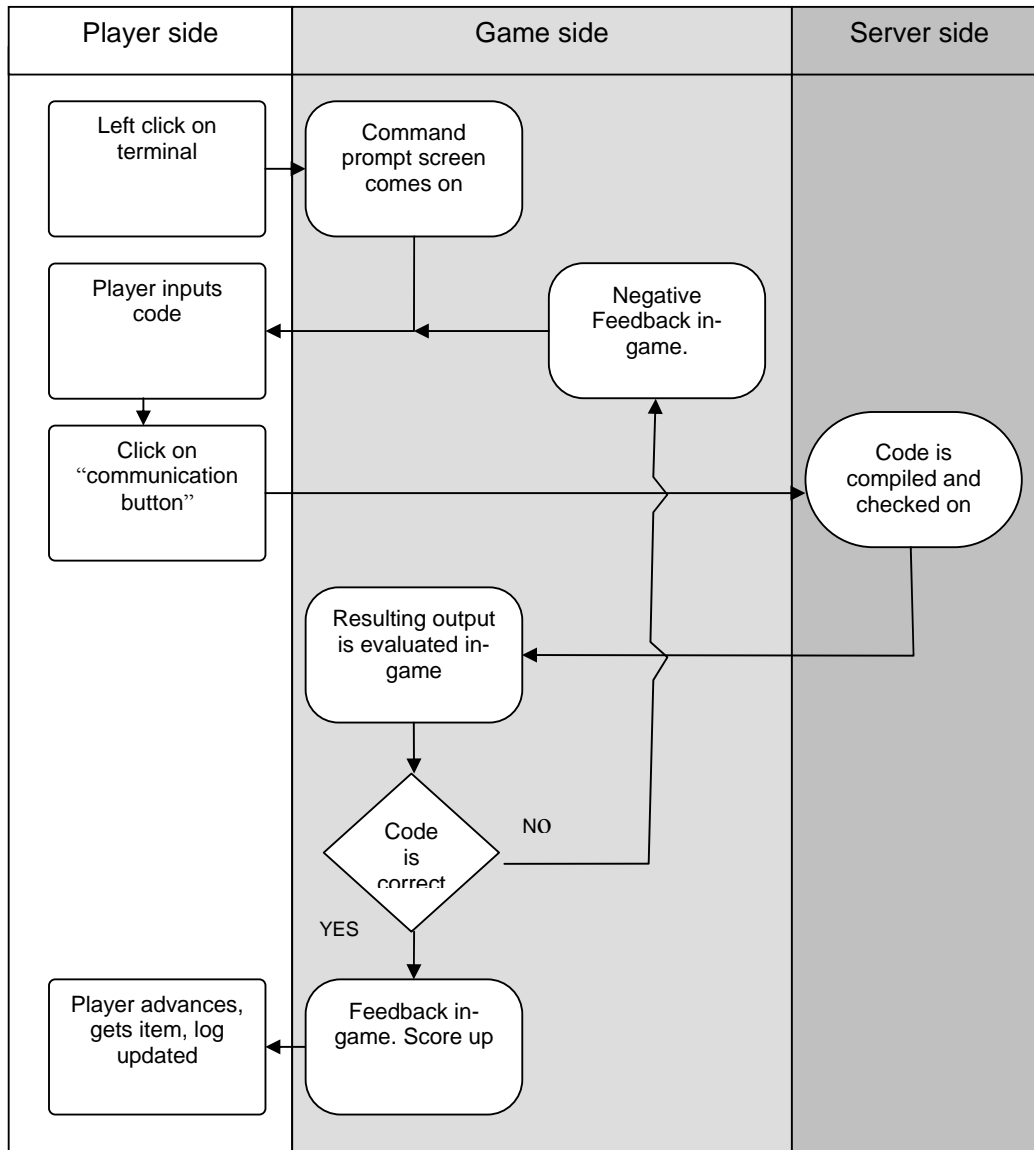 Player side
Game side
Server side
Left click on
terminal
Command
prompt screen
comes on
Player inputs
code
Negative
Feedback in-
game.
Click on
“communication
button”
Code is
compiled and
checked on
Resulting output
is evaluated in-
game
Code
is
correct
NO
YES
Player advances,
gets item, log
updated
Feedback in-
game. Score up